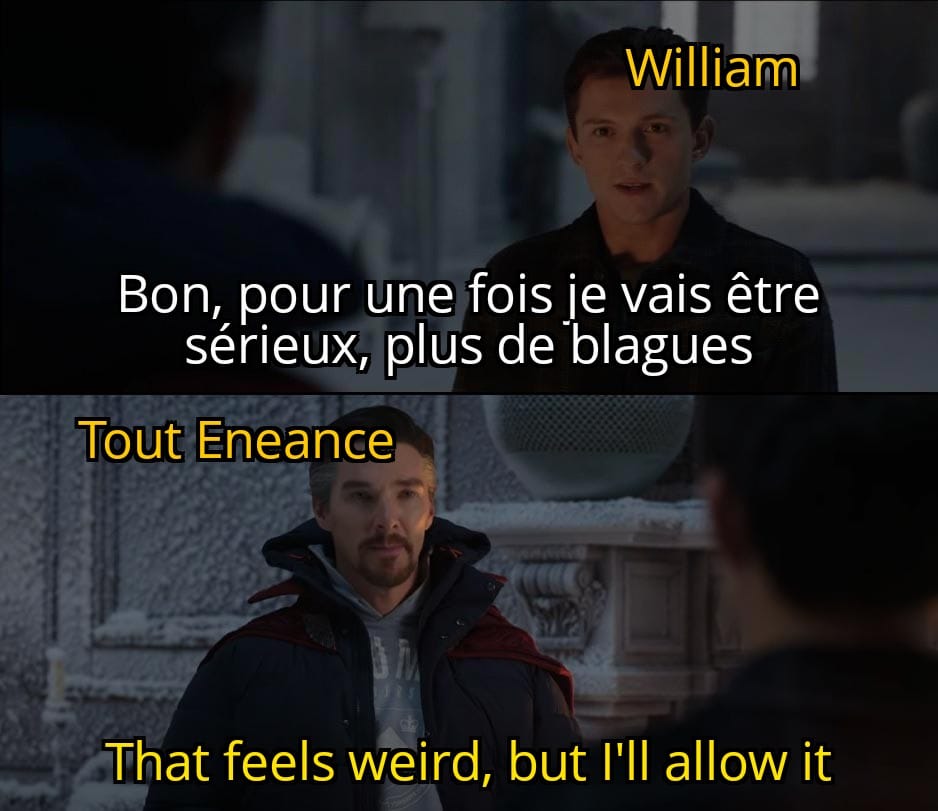 William
Bon, pour une fois je vais être
sérieux, plus de blagues
Tout Eneance
That feels weird, but I'll allow it